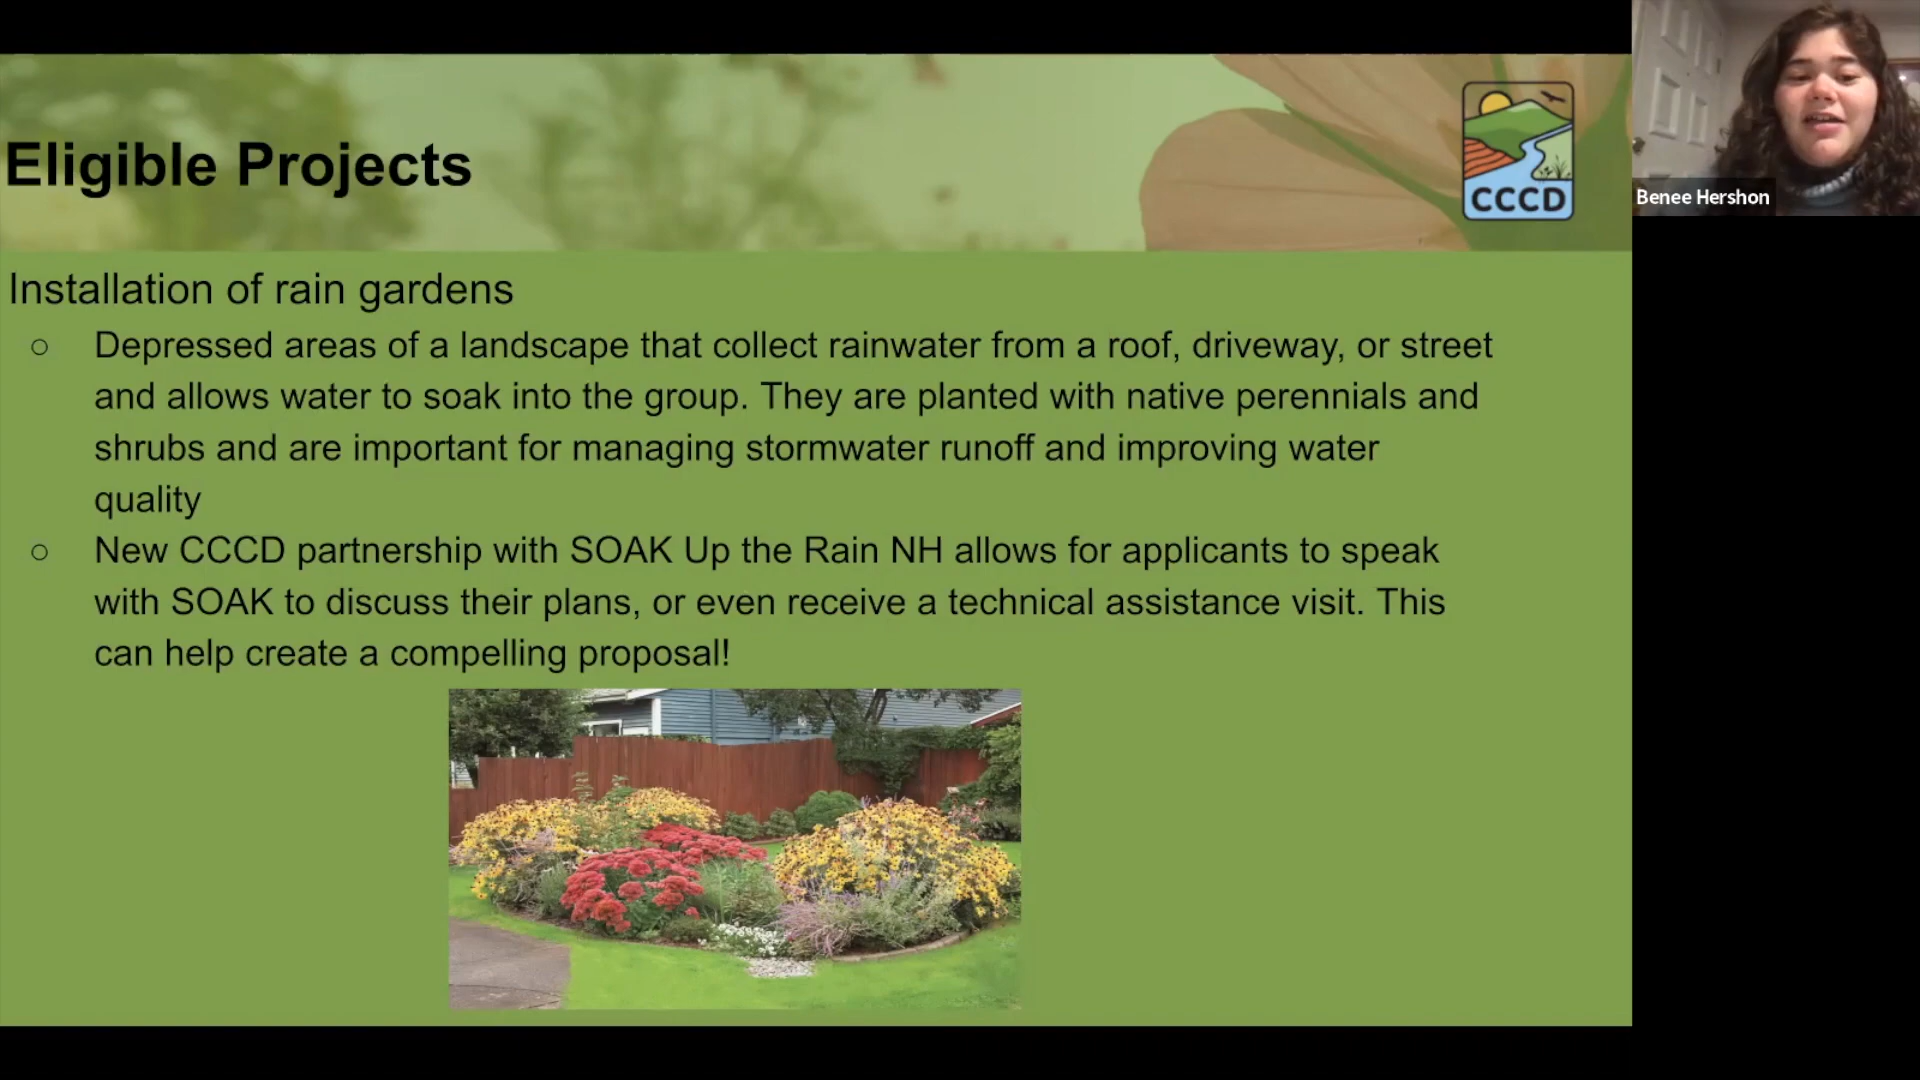 Eligible Projects
CCCD
Benee Hershon
Installation of rain gardens
○ Depressed areas of a landscape that collect rainwater from a roof, driveway, or street
and allows water to soak into the group. They are planted with native perennials and
shrubs and are important for managing stormwater runoff and improving water
quality
○ New CCCD partnership with SOAK Up the Rain NH allows for applicants to speak
with SOAK to discuss their plans, or even receive a technical assistance visit. This
can help create a compelling proposal!